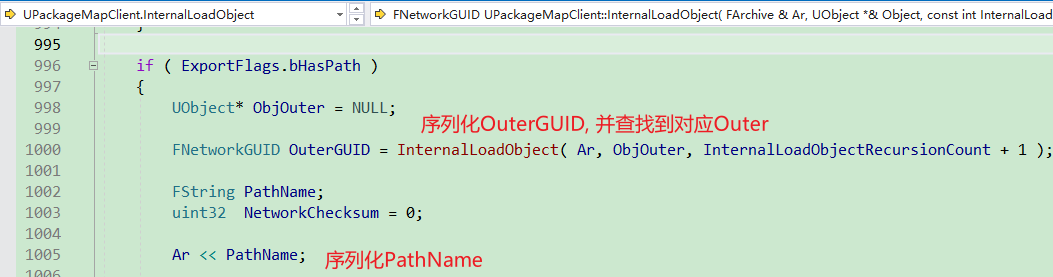 UPackageMapClient.InternalLoadObject
FNetworkGUID UPackageMapClient::InternalLoadObject( FArchive & Ar, UObject *& Object, const int InternalLoad
995
996 if ( ExportFlags.bHasPath )
997 {
998 UObject* ObjOuter = NULL;
999 序列化OuterGUID, 并查找到对应Outer
1000 FNetworkGUID OuterGUID = InternalLoadObject( Ar, ObjOuter, InternalLoadObjectRecursionCount + 1 );
1001
1002 FString PathName;
1003 uint32 NetworkChecksum = 0;
1004
1005 Ar << PathName; 序列化PathName